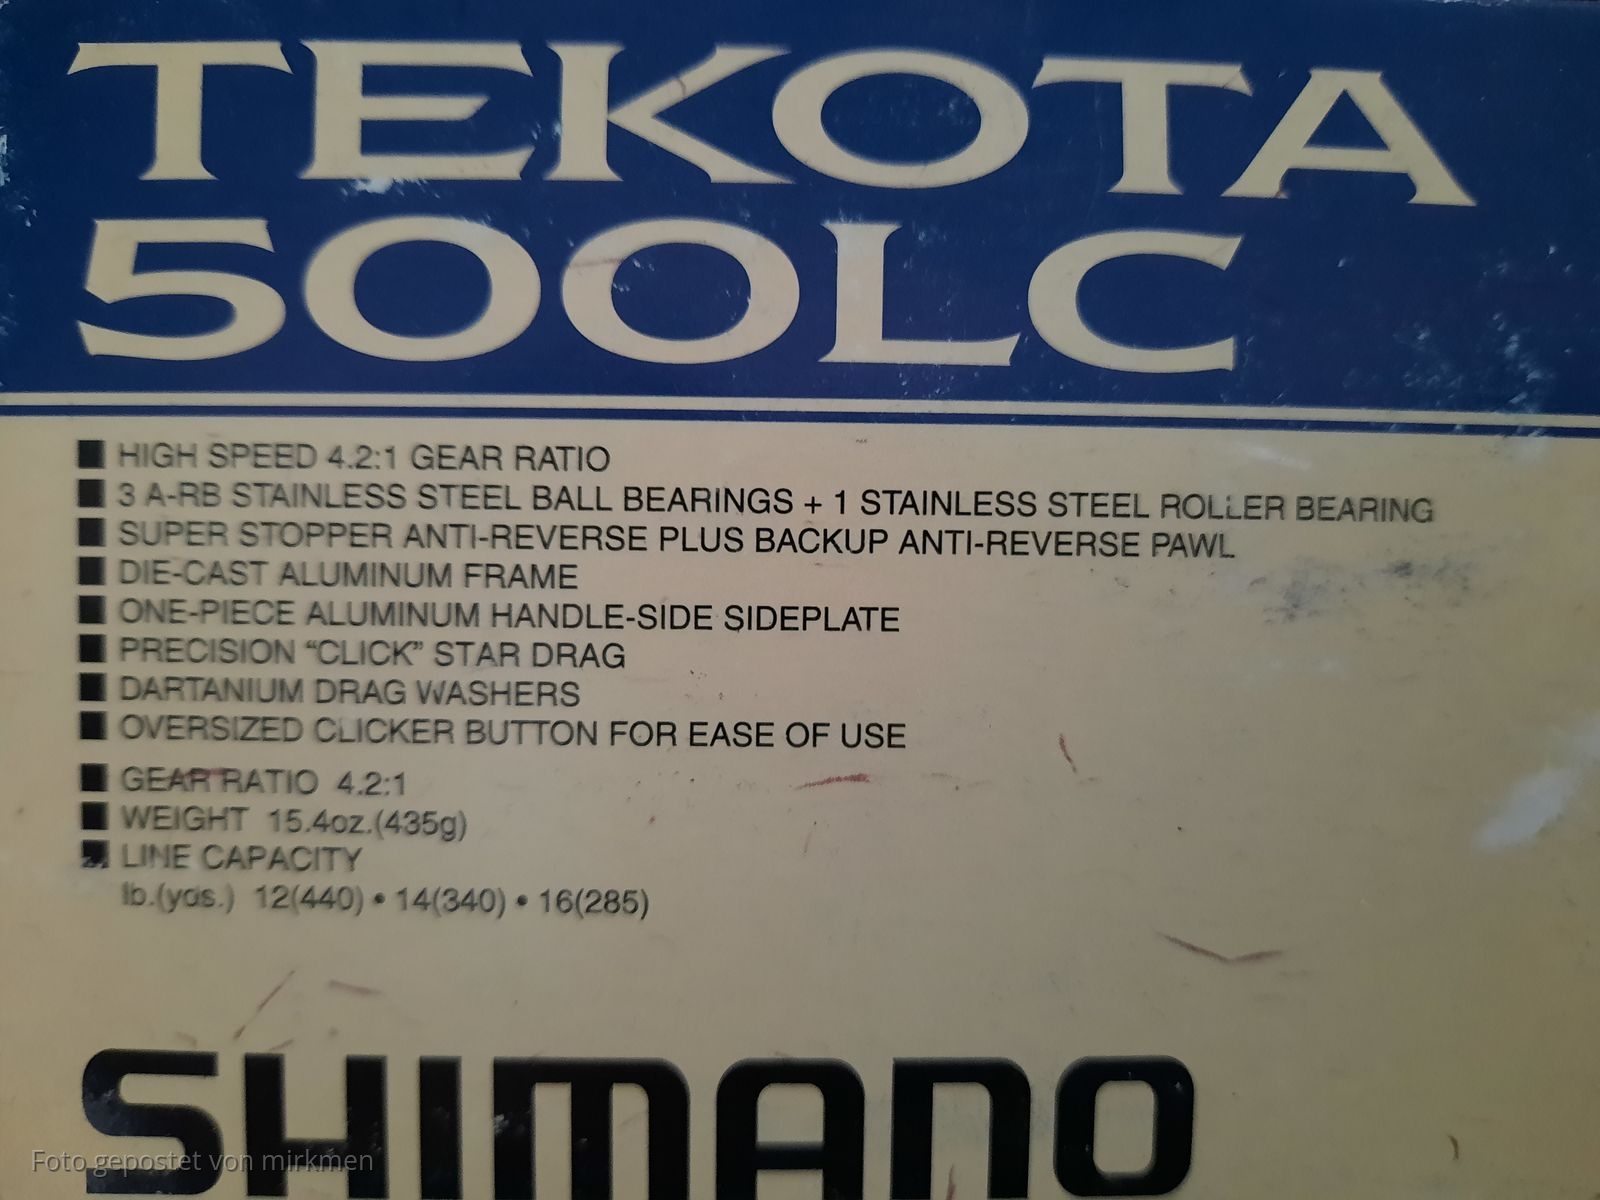 TEKOTA
500LC
■ HIGH SPEED 4.2:1 GEAR RATIO
■ 3 A-RB STAINLESS STEEL BALL BEARINGS + 1 STAINLESS STEEL ROLLER BEARING
■ SUPER STOPPER ANTI-REVERSE PLUS BACKUP ANTI-REVERSE PAWL
■ DIE-CAST ALUMINUM FRAME
■ ONE-PIECE ALUMINUM HANDLE-SIDE SIDEPLATE
■ PRECISION “CLICK” STAR DRAG
■ DARTANIUM DRAG WASHERS
■ OVERSIZED CLICKER BUTTON FOR EASE OF USE
■ GEAR RATIO 4.2:1
■ WEIGHT 15.4oz.(435g)
■ LINE CAPACITY
lb.(yds.) 12(440) • 14(340) • 16(285)
SHIMANO
Foto gepostet von mirkmen